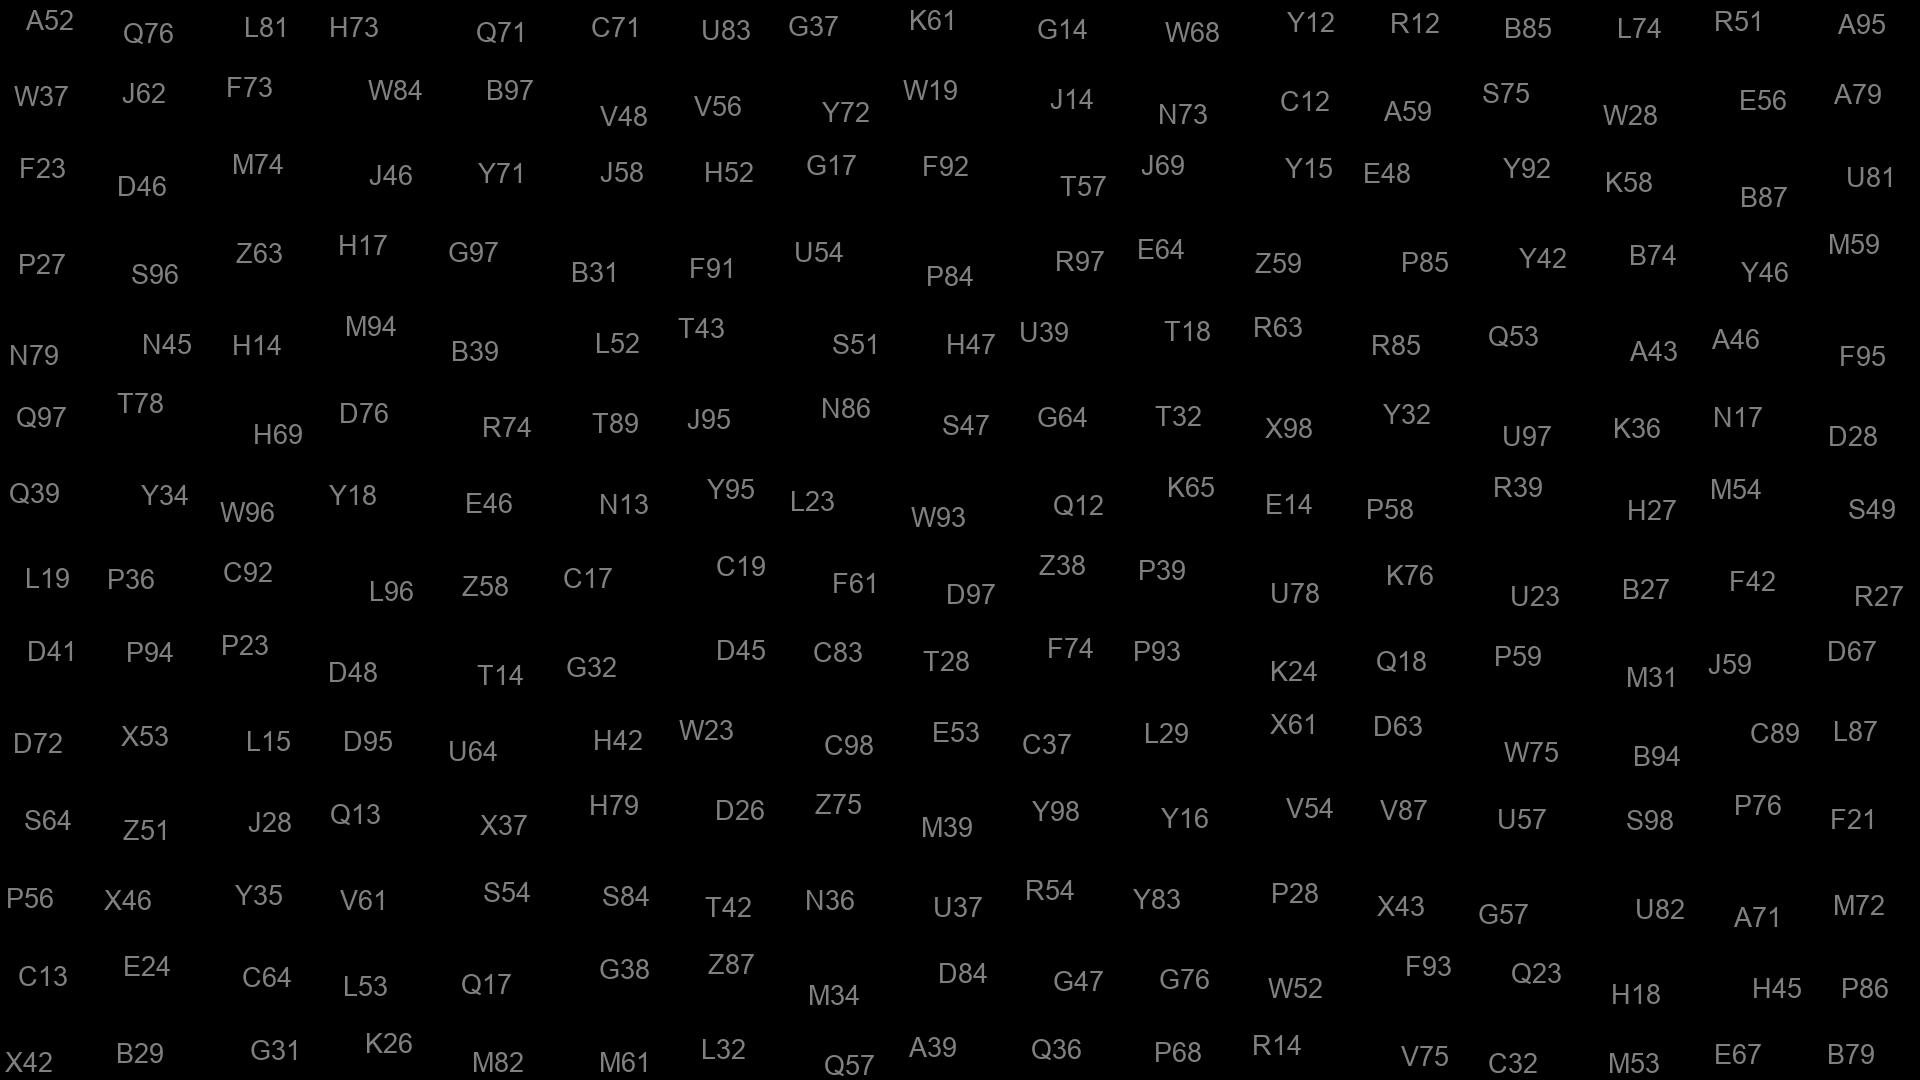 A52 Q76 L81 H73 Q71 C71 U83 G37 K61 G14 W68 Y12 R12 B85 L74 R51 A95
W37 J62 F73 W84 B97 V48 V56 Y72 W19 J14 N73 C12 A59 S75 W28 E56 A79
F23 D46 M74 J46 Y71 J58 H52 G17 F92 T57 J69 Y15 E48 Y92 K58 B87 U81
P27 S96 Z63 H17 G97 B31 F91 U54 P84 R97 E64 Z59 P85 Y42 B74 Y46 M59
N79 N45 H14 M94 B39 L52 T43 S51 H47 U39 T18 R63 R85 Q53 A43 A46 F95
Q97 T78 H69 D76 R74 T89 J95 N86 S47 G64 T32 X98 Y32 U97 K36 N17 D28
Q39 Y34 W96 Y18 E46 N13 Y95 L23 W93 Q12 K65 E14 P58 R39 H27 M54 S49
L19 P36 C92 L96 Z58 C17 C19 F61 D97 Z38 P39 U78 K76 U23 B27 F42 R27
D41 P94 P23 D48 T14 G32 D45 C83 T28 F74 P93 K24 Q18 P59 M31 J59 D67
D72 X53 L15 D95 U64 H42 W23 C98 E53 C37 L29 X61 D63 W75 B94 C89 L87
S64 Z51 J28 Q13 X37 H79 D26 Z75 M39 Y98 Y16 V54 V87 U57 S98 P76 F21
P56 X46 Y35 V61 S54 S84 T42 N36 U37 R54 Y83 P28 X43 G57 U82 A71 M72
C13 E24 C64 L53 Q17 G38 Z87 M34 D84 G47 G76 W52 F93 Q23 H18 H45 P86
X42 B29 G31 K26 M82 M61 L32 Q57 A39 Q36 P68 R14 V75 C32 M53 E67 B79